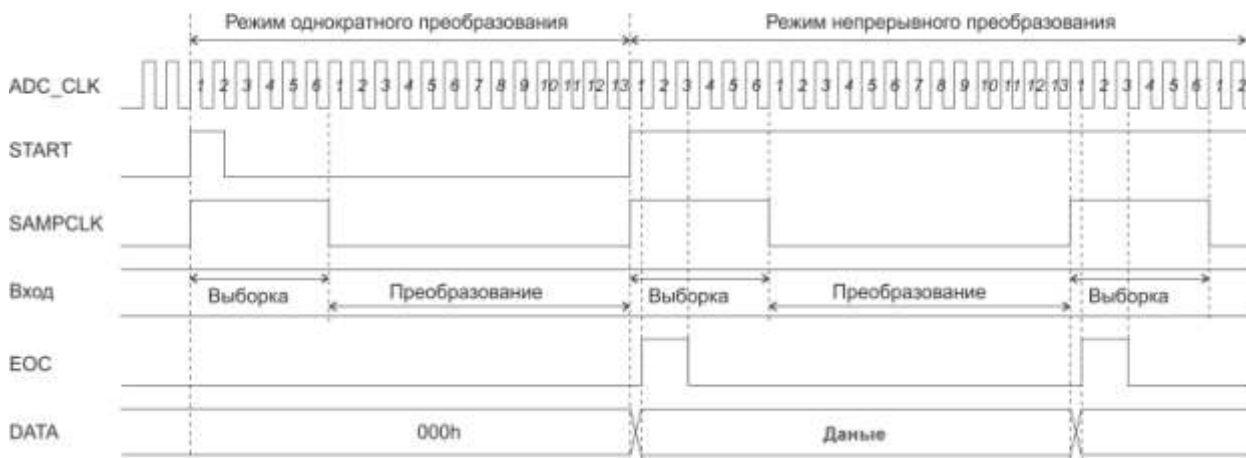 Режим однократного преобразования Режим непрерывного преобразования
ADC_CLK 1 2 3 4 5 6 1 2 3 4 5 6 7 8 9 10 11 12 13 1 2 3 4 5 6 1 2 3 4 5 6 7 8 9 10 11 12 13 1 2 3 4 5 6 1 2
START
SAMPCLK
Вход Выборка Преобразование Выборка Преобразование Выборка
EOC
DATA 000h Даные